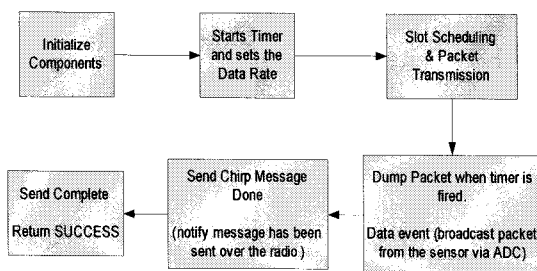 Initialize
Components
Starts Timer
and sets the
Data Rate
Slot Scheduling
& Packet
Transmission
Dump Packet when timer is
fired.
Data event (broadcast packet
from the sensor via ADC)
Send Chirp Message
Done
(notify message has been
sent over the radio )
Send Complete
Return SUCCESS